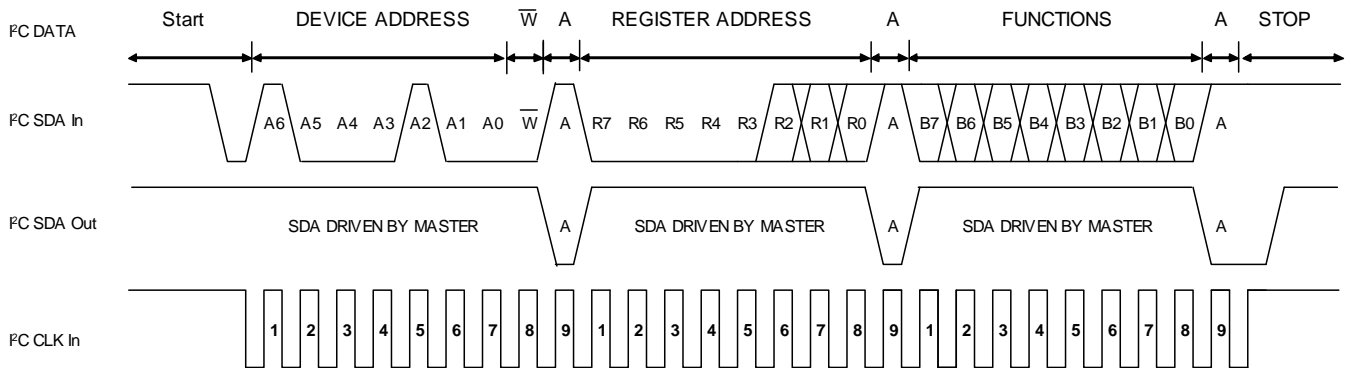 I²C DATA Start DEVICE ADDRESS W̅ A REGISTER ADDRESS A FUNCTIONS A STOP
I²C SDA In A6 A5 A4 A3 A2 A1 A0 W̅ A R7 R6 R5 R4 R3 R2 R1 R0 A B7 B6 B5 B4 B3 B2 B1 B0 A
I²C SDA Out SDA DRIVEN BY MASTER A SDA DRIVEN BY MASTER A SDA DRIVEN BY MASTER A
I²C CLK In 1 2 3 4 5 6 7 8 9 1 2 3 4 5 6 7 8 9 1 2 3 4 5 6 7 8 9